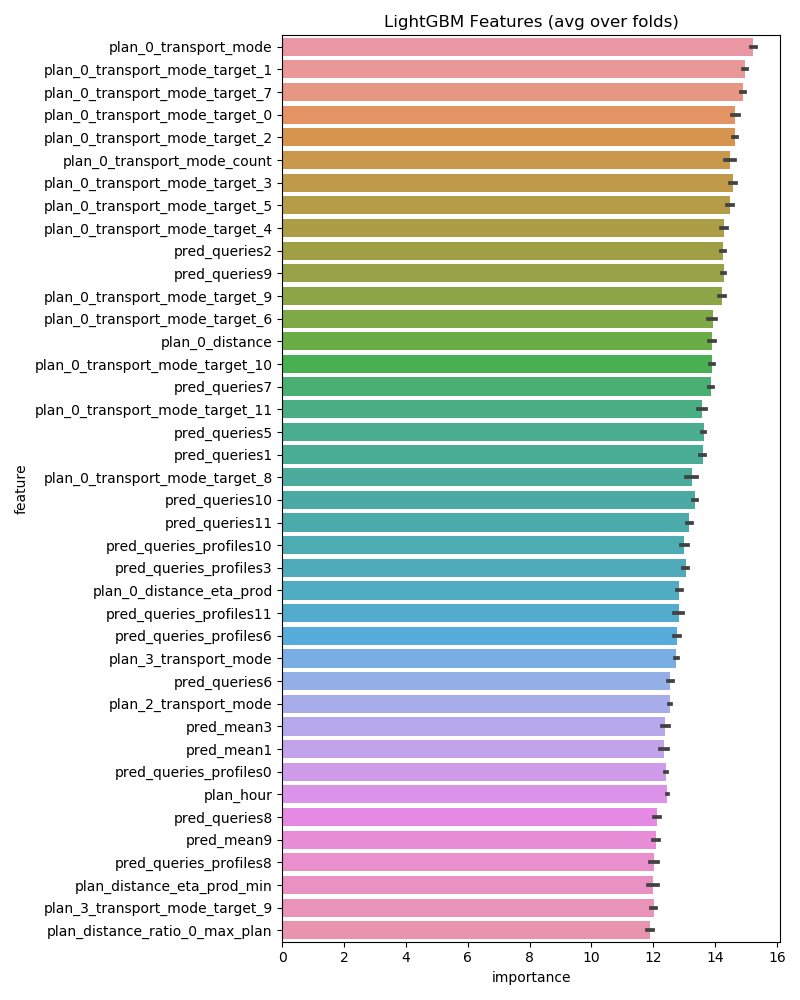 LightGBM Features (avg over folds)
plan_0_transport_mode
plan_0_transport_mode_target_1
plan_0_transport_mode_target_7
plan_0_transport_mode_target_0
plan_0_transport_mode_target_2
plan_0_transport_mode_count
plan_0_transport_mode_target_3
plan_0_transport_mode_target_5
plan_0_transport_mode_target_4
pred_queries2
pred_queries9
plan_0_transport_mode_target_9
plan_0_transport_mode_target_6
plan_0_distance
plan_0_transport_mode_target_10
pred_queries7
plan_0_transport_mode_target_11
pred_queries5
pred_queries1
plan_0_transport_mode_target_8
pred_queries10
pred_queries11
pred_queries_profiles10
pred_queries_profiles3
plan_0_distance_eta_prod
pred_queries_profiles11
pred_queries_profiles6
plan_3_transport_mode
pred_queries6
plan_2_transport_mode
pred_mean3
pred_mean1
pred_queries_profiles0
plan_hour
pred_queries8
pred_mean9
pred_queries_profiles8
plan_distance_eta_prod_min
plan_3_transport_mode_target_9
plan_distance_ratio_0_max_plan
feature
0 2 4 6 8 10 12 14 16
importance